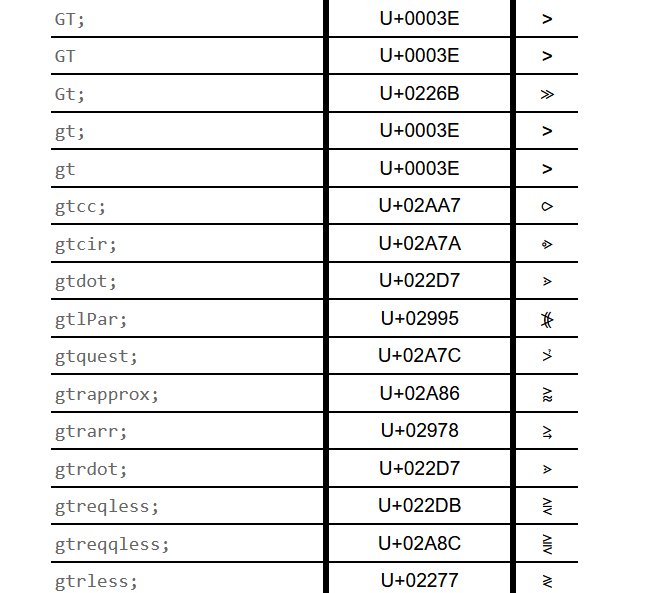 GT; U+0003E >
GT U+0003E >
Gt; U+0226B ≫
gt; U+0003E >
gt U+0003E >
gtcc; U+02AA7 ⪧
gtcir; U+02A7A ⩺
gtdot; U+022D7 ⋗
gtlPar; U+02995 ⦕
gtquest; U+02A7C ⩼
gtrapprox; U+02A86 ⪆
gtrarr; U+02978 ⥸
gtrdot; U+022D7 ⋗
gtreqless; U+022DB ⋛
gtreqqless; U+02A8C ⪌
gtrless; U+02277 ≷